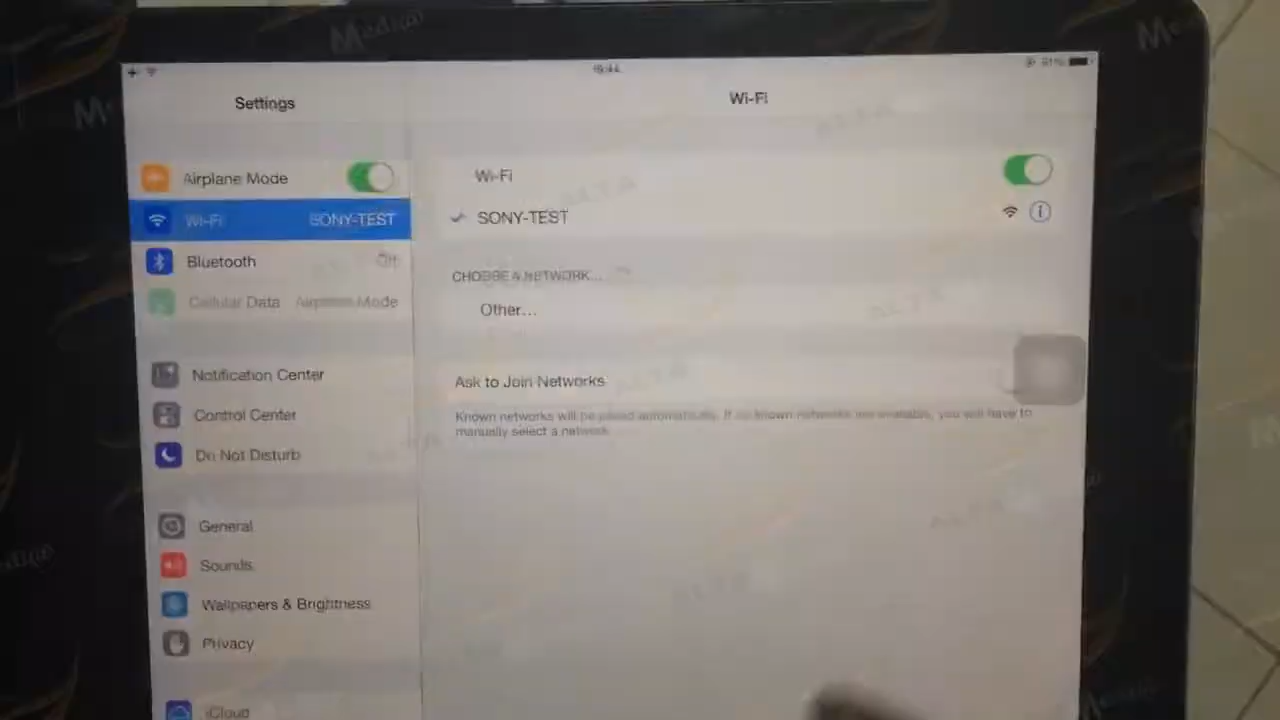 Settings
Wi-Fi
Airplane Mode
Wi-Fi
Wi-Fi SONY-TEST
SONY-TEST
Bluetooth Off
CHOOSE A NETWORK...
Cellular Data Airplane Mode
Other...
Notification Center
Ask to Join Networks
Control Center
Known networks will be joined automatically. If no known networks are available, you will have to
manually select a network.
Do Not Disturb
General
Sounds
Wallpapers & Brightness
Privacy
iCloud